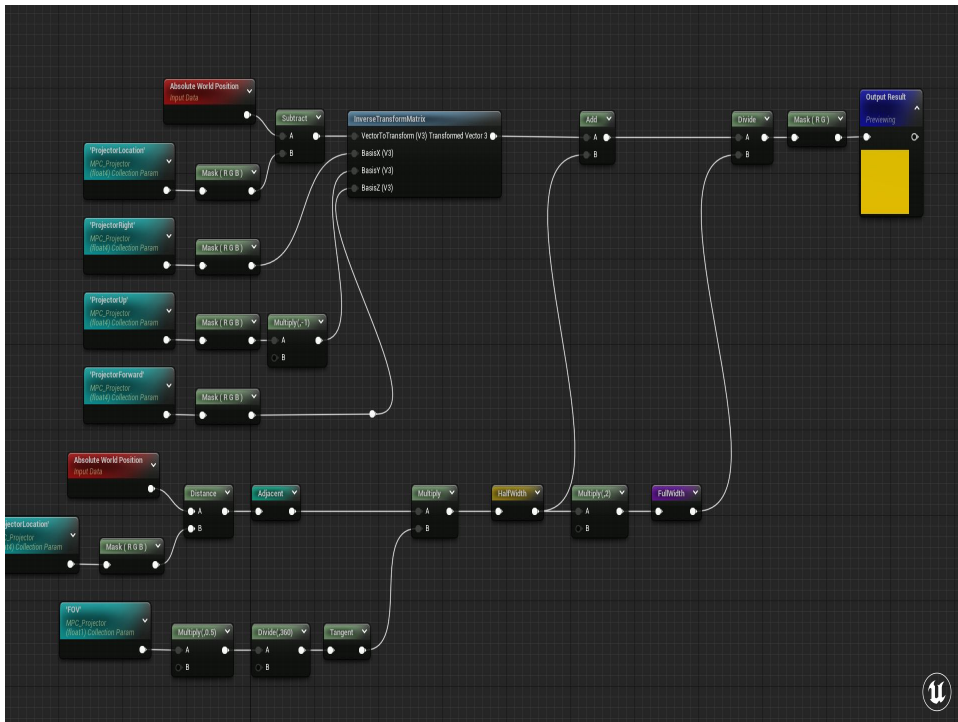 Absolute World Position
Input Data
Subtract
A
B
'ProjectorLocation'
MPC_Projector
(float4) Collection Param
Mask ( R G B )
InverseTransformMatrix
VectorToTransform (V3) Transformed Vector 3
BasisX (V3)
BasisY (V3)
BasisZ (V3)
Add
A
B
Divide
A
B
Mask ( R G )
Output Result
Previewing
'ProjectorRight'
MPC_Projector
(float4) Collection Param
Mask ( R G B )
'ProjectorUp'
MPC_Projector
(float4) Collection Param
Mask ( R G B )
Multiply(,-1)
A
B
'ProjectorForward'
MPC_Projector
(float4) Collection Param
Mask ( R G B )
Absolute World Position
Input Data
Distance
A
B
Adjacent
Multiply
A
B
HalfWidth
Multiply(,2)
A
B
FullWidth
jectorLocation'
C_Projector
t4) Collection Param
Mask ( R G B )
'FOV'
MPC_Projector
(float1) Collection Param
Multiply(,0.5)
A
B
Divide(,360)
A
B
Tangent